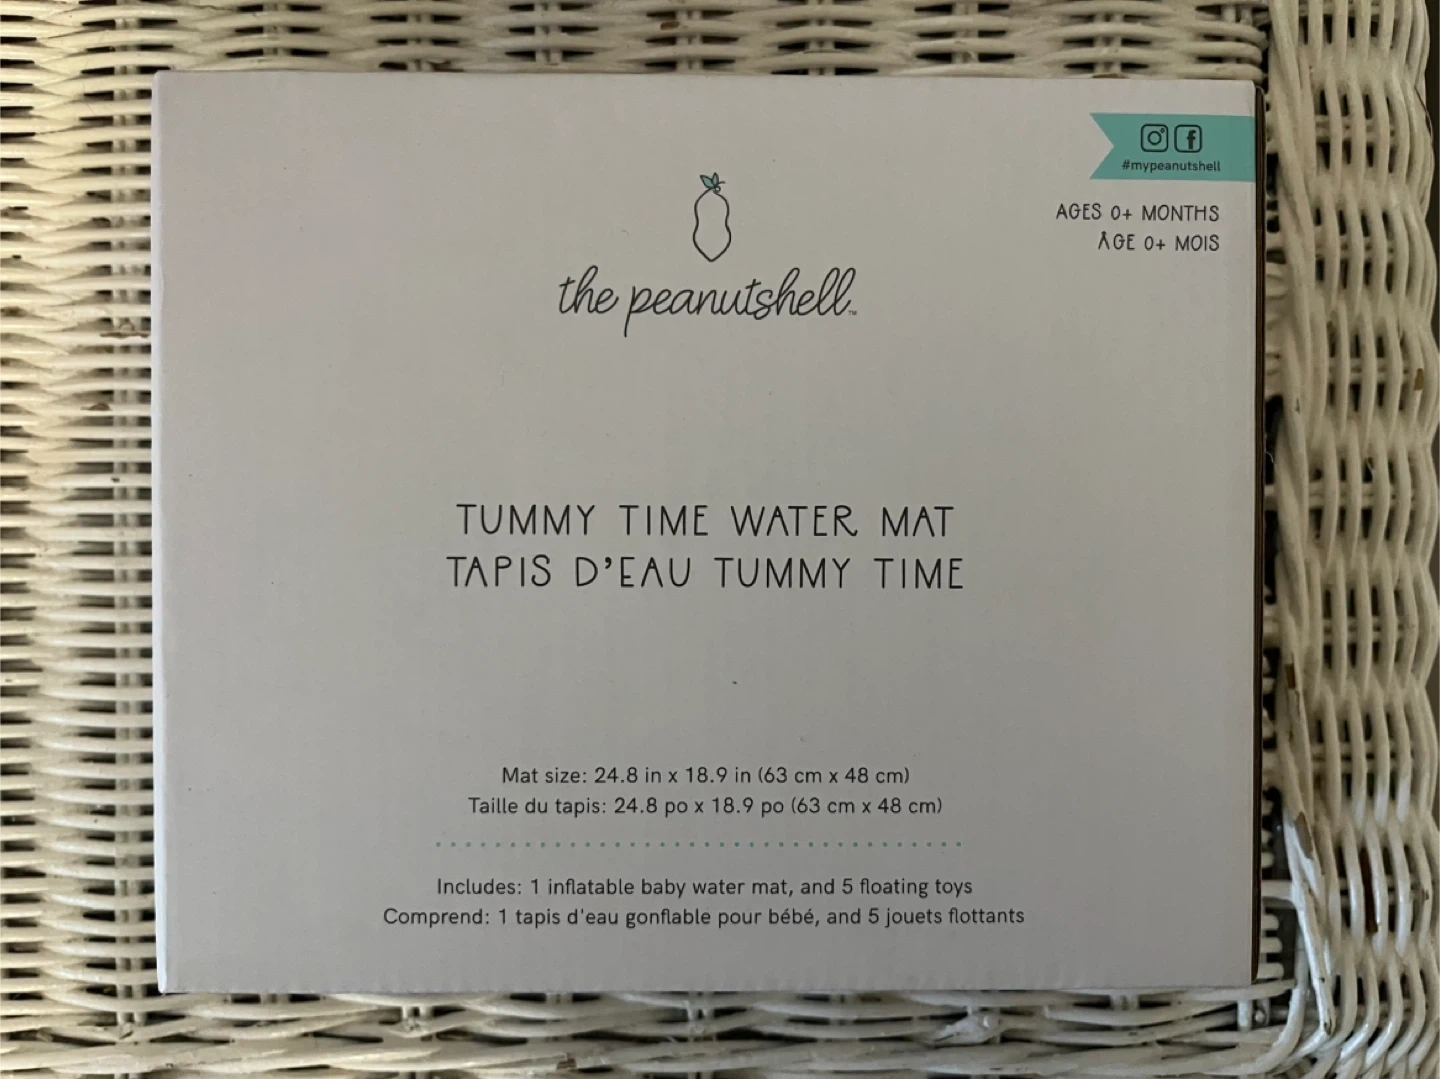 #mypeanutshell
AGES 0+ MONTHS
ÂGE 0+ MOIS
the peanutshell™
TUMMY TIME WATER MAT
TAPIS D'EAU TUMMY TIME
Mat size: 24.8 in x 18.9 in (63 cm x 48 cm)
Taille du tapis: 24.8 po x 18.9 po (63 cm x 48 cm)
Includes: 1 inflatable baby water mat, and 5 floating toys
Comprend: 1 tapis d'eau gonflable pour bébé, and 5 jouets flottants